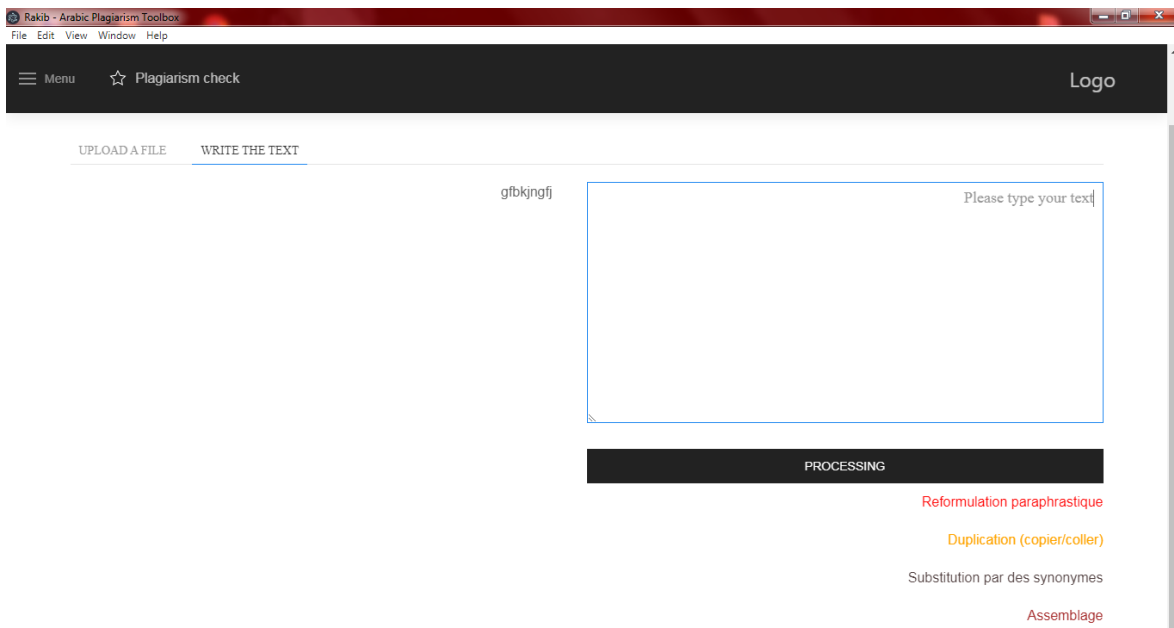 Rakib - Arabic Plagiarism Toolbox
File Edit View Window Help
Menu Plagiarism check Logo
UPLOAD A FILE WRITE THE TEXT
gfbkjngfj Please type your text
PROCESSING
Reformulation paraphrastique
Duplication (copier/coller)
Substitution par des synonymes
Assemblage